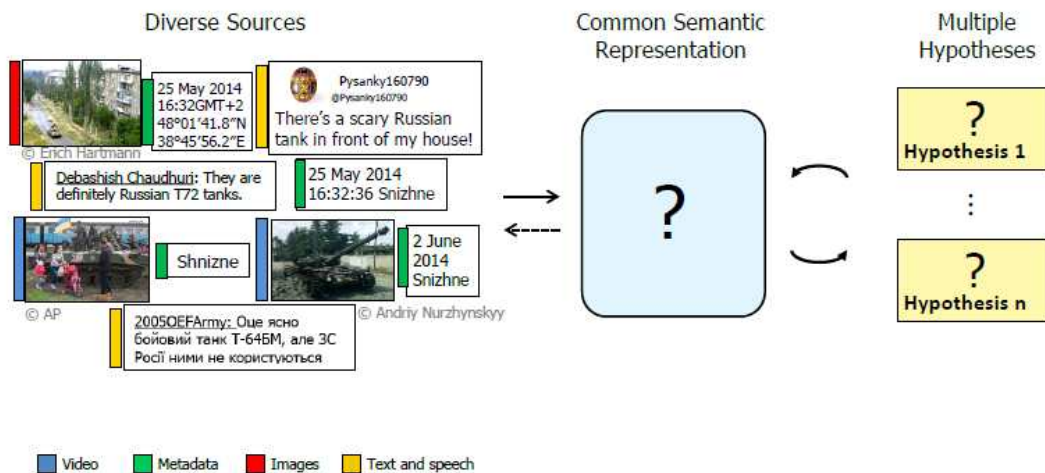 Diverse Sources
Common Semantic
Representation
Multiple
Hypotheses
25 May 2014
16:32GMT+2
48°01'41.8"N
38°45'56.2"E
© Erich Hartmann
Pysanky160790
@Pysanky160790
There's a scary Russian
tank in front of my house!
Debashish Chaudhuri: They are
definitely Russian T72 tanks.
25 May 2014
16:32:36 Snizhne
Shnizne
© AP
2 June
2014
Snizhne
© Andriy Nurzhynskyy
2005OEFArmy: Оце ясно
бойовий танк Т-64БМ, але ЗС
Росії ними не користуються
?
?
Hypothesis 1
⋮
?
Hypothesis n
Video
Metadata
Images
Text and speech